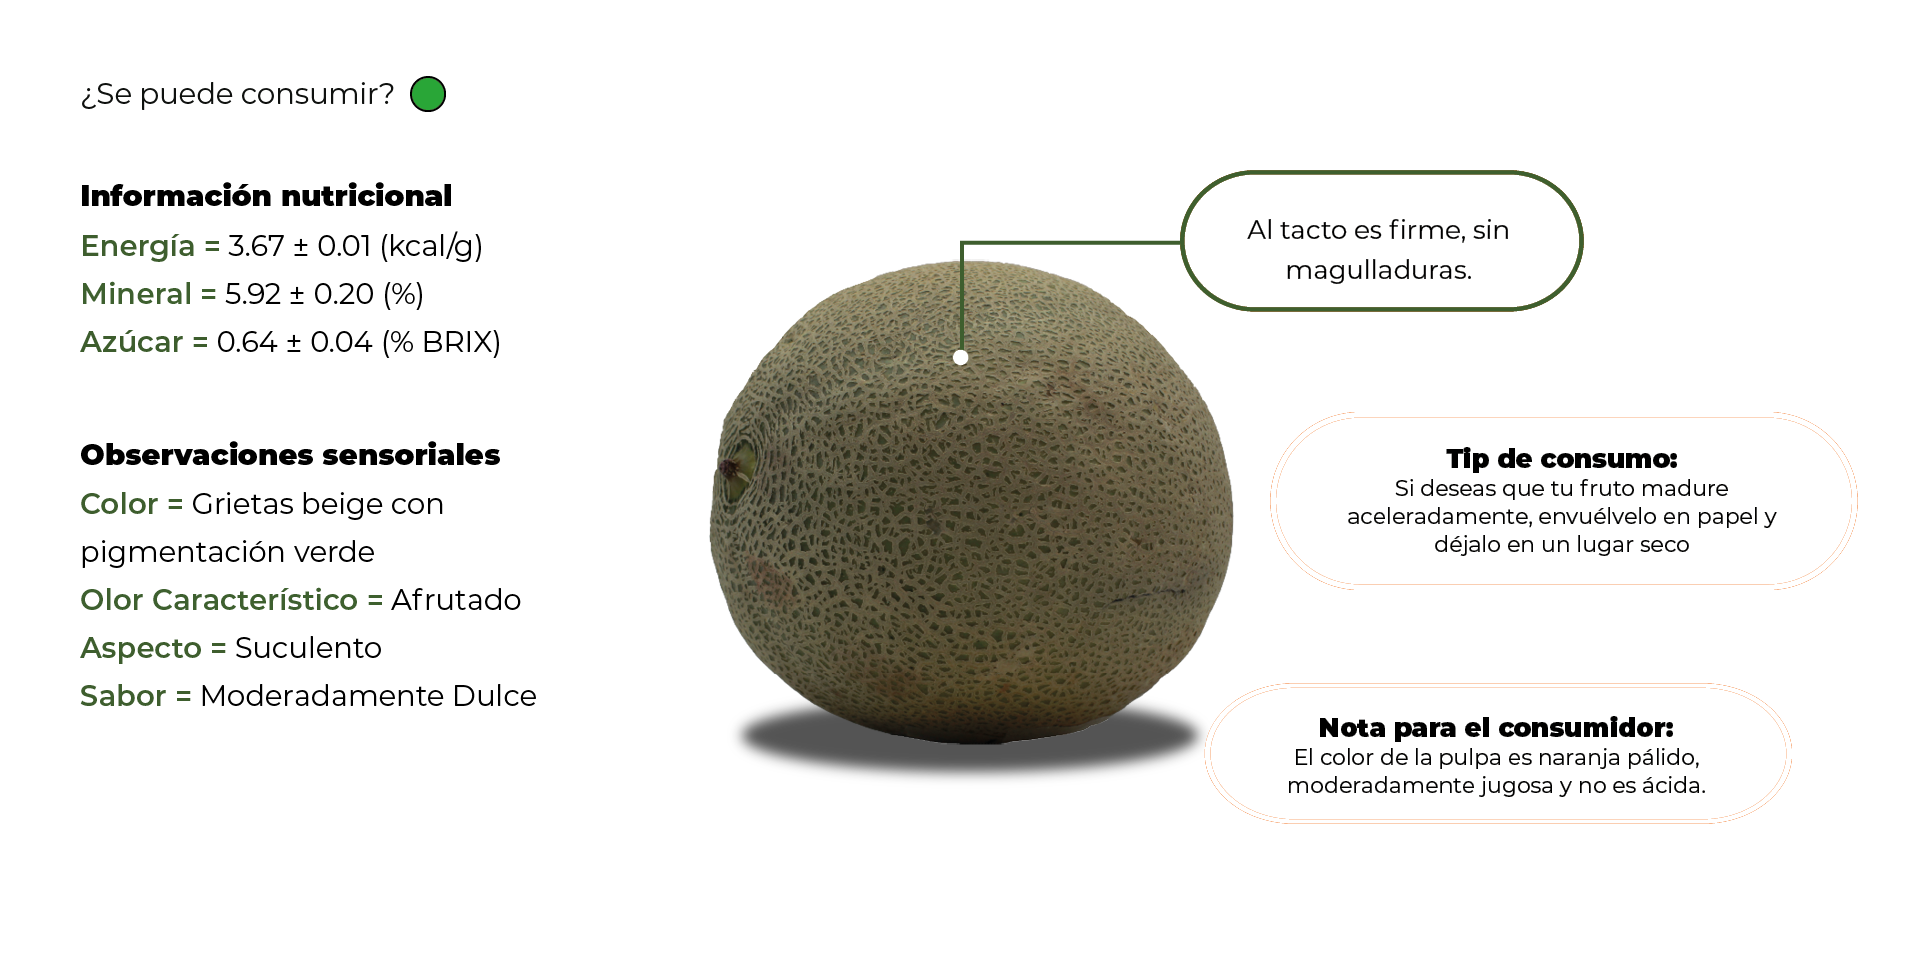 ¿Se puede consumir?
Información nutricional
Energía = 3.67 ± 0.01 (kcal/g)
Mineral = 5.92 ± 0.20 (%)
Azúcar = 0.64 ± 0.04 (% BRIX)
Observaciones sensoriales
Color = Grietas beige con
pigmentación verde
Olor Característico = Afrutado
Aspecto = Suculento
Sabor = Moderadamente Dulce
Al tacto es firme, sin
magulladuras.
Tip de consumo:
Si deseas que tu fruto madure
aceleradamente, envuélvelo en papel y
déjalo en un lugar seco
Nota para el consumidor:
El color de la pulpa es naranja pálido,
moderadamente jugosa y no es ácida.